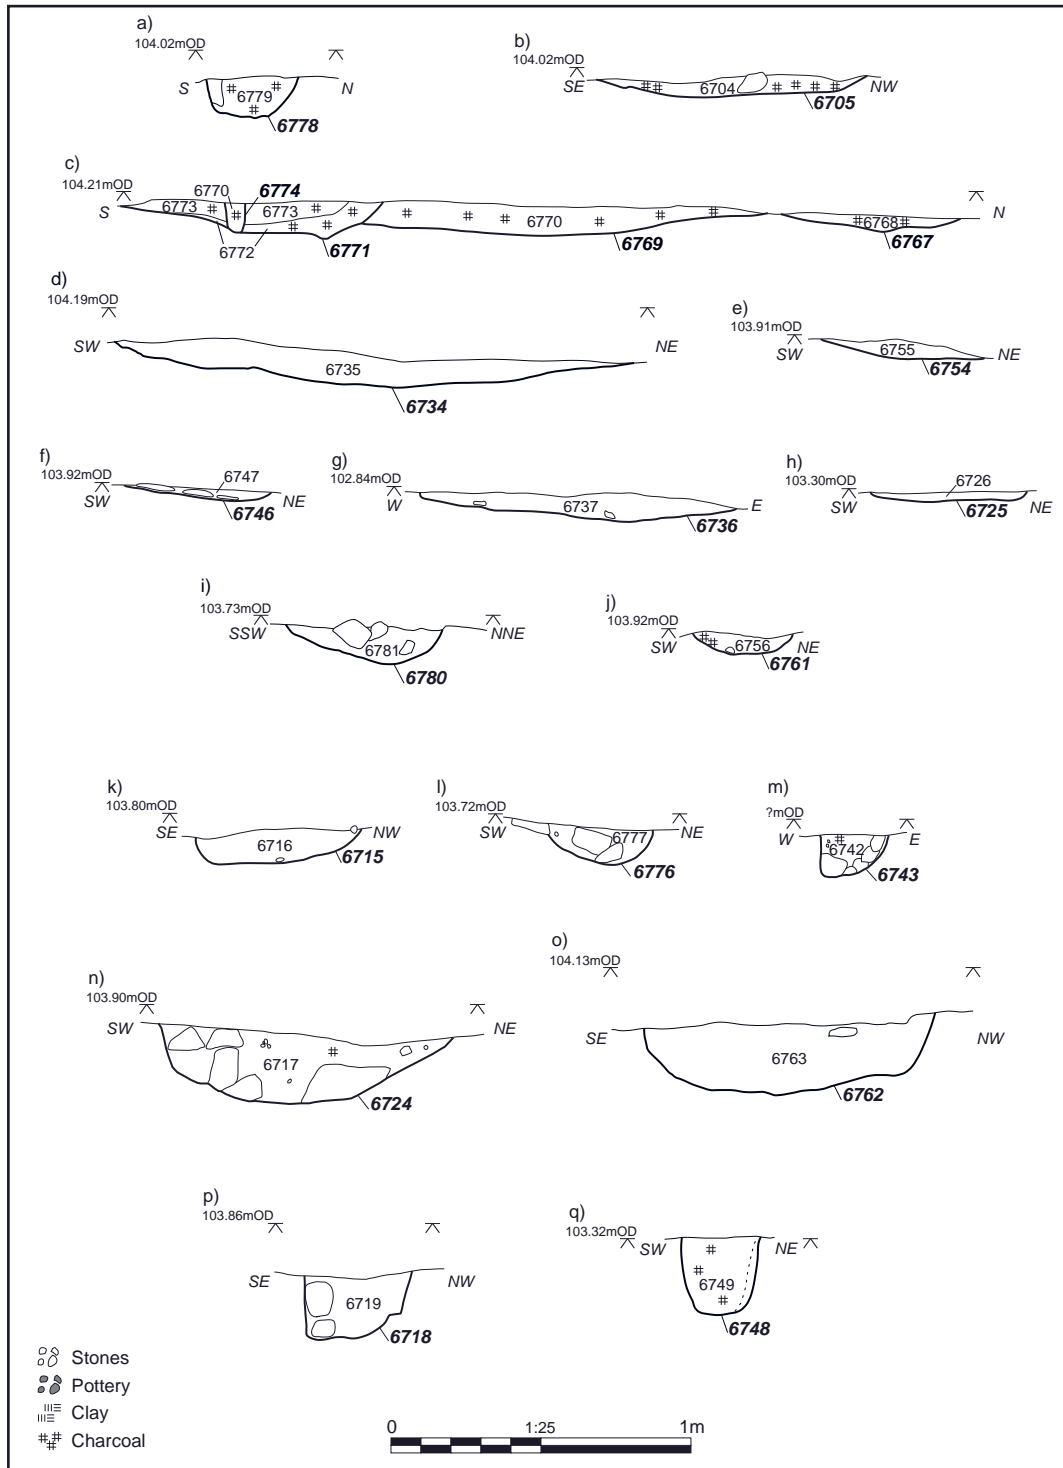 a)
104.02mOD
S 6779 N
6778
b)
104.02mOD
SE 6704 NW
6705
c)
104.21mOD
6770 6774
S 6773 6773 6770 6768 N
6772 6771 6769 6767
d)
104.19mOD
SW NE
6735
6734
e)
103.91mOD
SW 6755 NE
6754
f)
103.92mOD
6747
SW NE
6746
g)
102.84mOD
W 6737 E
6736
h)
103.30mOD
6726
SW NE
6725
i)
103.73mOD
SSW NNE
6781
6780
j)
103.92mOD
SW 6756 NE
6761
k)
103.80mOD
SE NW
6716
6715
l)
103.72mOD
SW 6777 NE
6776
m)
?mOD
W E
6742
6743
n)
103.90mOD
SW NE
6717
6724
o)
104.13mOD
SE NW
6763
6762
p)
103.86mOD
SE NW
6719
6718
q)
103.32mOD
SW NE
6749
6748
Stones
Pottery
Clay
Charcoal
0 1:25 1m